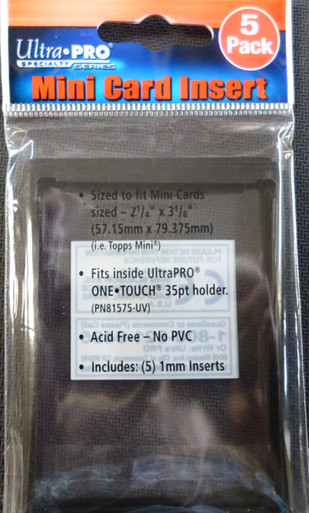 Ultra•PRO®
SPECIALTY SERIES
5
Pack
Mini Card Insert
• Sized to fit Mini Cards
sized – 2¹/₄" x 3¹/₈"
(57.15mm x 79.375mm)
(i.e. Topps Mini®)
• Fits inside UltraPRO®
ONE•TOUCH® 35pt holder.
(PN81575-UV)
• Acid Free – No PVC
• Includes: (5) 1mm Inserts